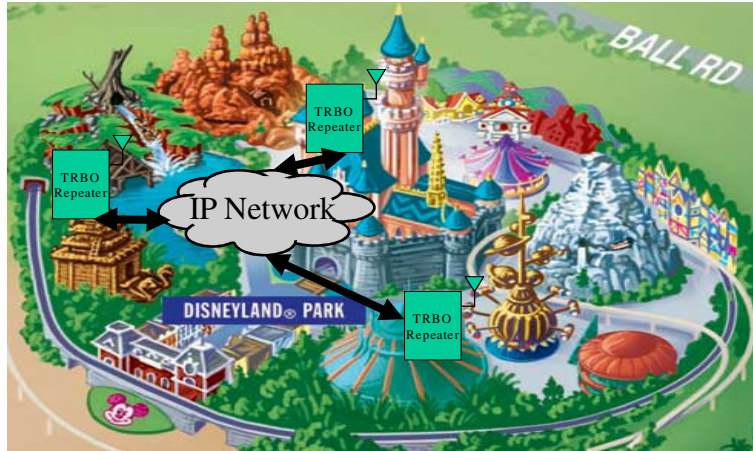 BALL RD
TRBO
Repeater
TRBO
Repeater
IP Network
DISNEYLAND® PARK
TRBO
Repeater